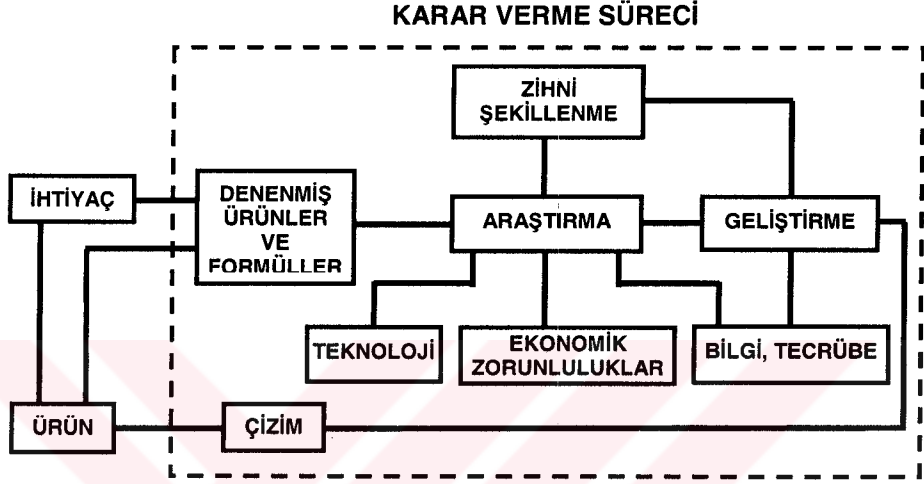 KARAR VERME SÜRECİ
ZİHNİ
ŞEKİLLENME
İHTİYAÇ
DENENMİŞ
ÜRÜNLER
VE
FORMÜLLER
ARAŞTIRMA
GELİŞTİRME
TEKNOLOJİ
EKONOMİK
ZORUNLULUKLAR
BİLGİ, TECRÜBE
ÜRÜN
ÇİZİM